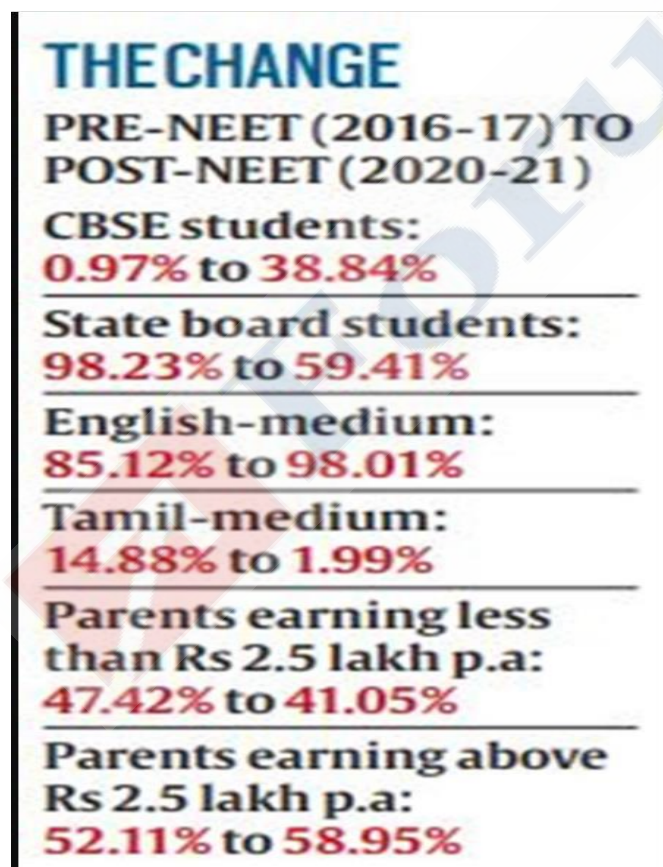 THE CHANGE
PRE-NEET (2016-17) TO
POST-NEET (2020-21)
CBSE students:
0.97% to 38.84%
State board students:
98.23% to 59.41%
English-medium:
85.12% to 98.01%
Tamil-medium:
14.88% to 1.99%
Parents earning less
than Rs 2.5 lakh p.a:
47.42% to 41.05%
Parents earning above
Rs 2.5 lakh p.a:
52.11% to 58.95%
Foru